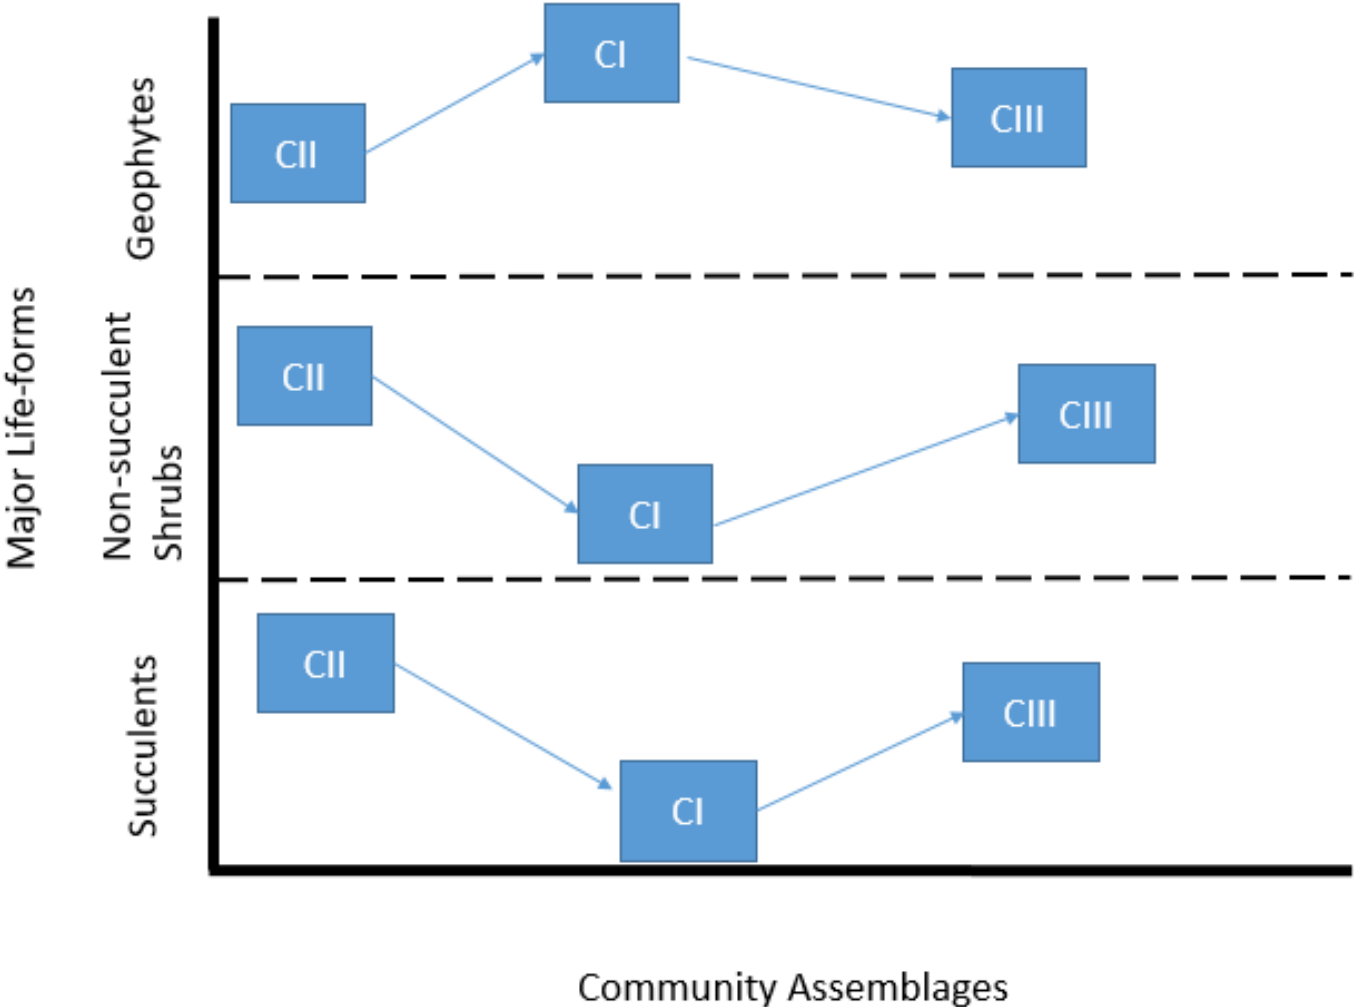 Major Life-forms
Geophytes
CII
CI
CIII
Non-succulent
Shrubs
CII
CI
CIII
Succulents
CII
CI
CIII
Community Assemblages